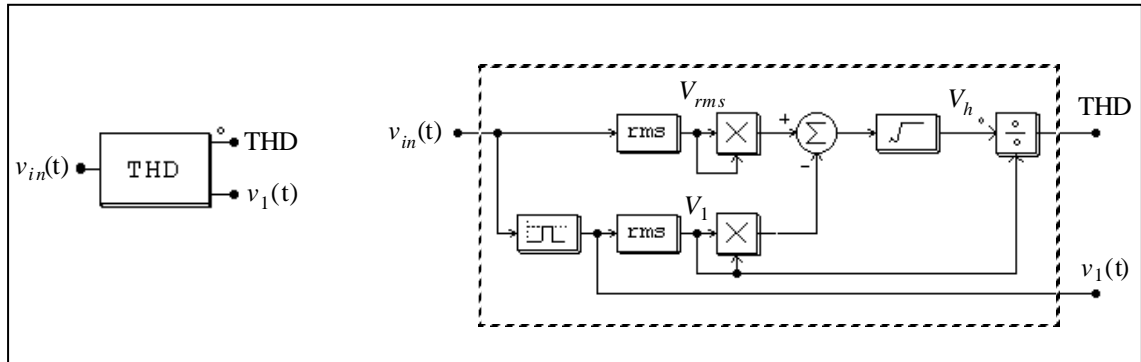 v_in(t)
THD
THD
v_1(t)
v_in(t)
rms
V_rms
+
-
Σ
√
V_h
÷
THD
rms
V_1
v_1(t)